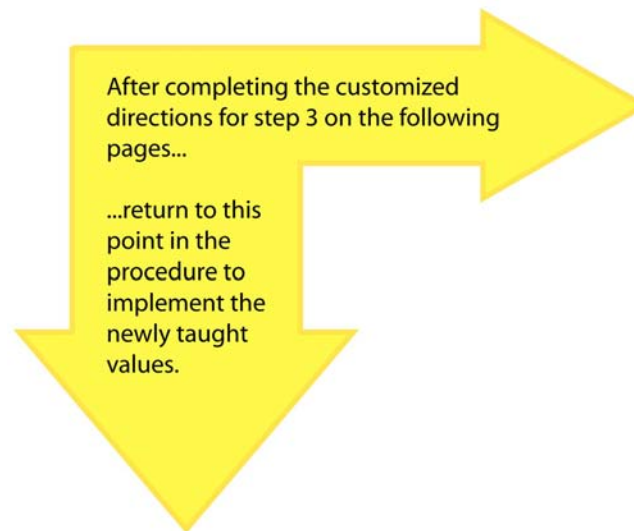 After completing the customized
directions for step 3 on the following
pages...
...return to this
point in the
procedure to
implement the
newly taught
values.